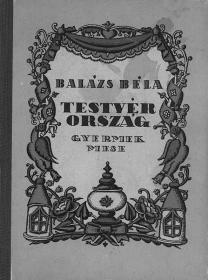 BALÁZS BÉLA
TESTVÉR
ORSZÁG
GYERMEK
MESE